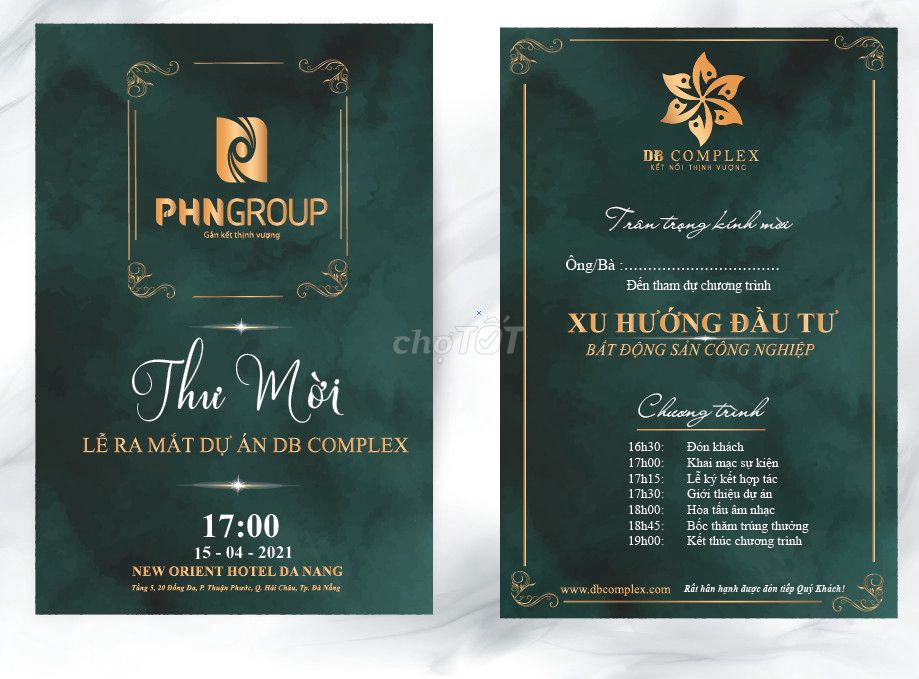 PHNGROUP
Gắn kết thịnh vượng
Thư Mời
LỄ RA MẮT DỰ ÁN DB COMPLEX
17:00
15 - 04 - 2021
NEW ORIENT HOTEL DA NANG
Tầng 5, 20 Đống Đa, P. Thuận Phước, Q. Hải Châu, Tp. Đà Nẵng
DB COMPLEX
KẾT NỐI THỊNH VƯỢNG
Trân trọng kính mời
Ông/Bà :.................................
Đến tham dự chương trình
XU HƯỚNG ĐẦU TƯ
BẤT ĐỘNG SẢN CÔNG NGHIỆP
Chương trình
16h30: Đón khách
17h00: Khai mạc sự kiện
17h15: Lễ ký kết hợp tác
17h30: Giới thiệu dự án
18h00: Hòa tấu âm nhạc
18h45: Bốc thăm trúng thưởng
19h00: Kết thúc chương trình
www.dbcomplex.com Rất hân hạnh được đón tiếp Quý Khách!
chợTỐT